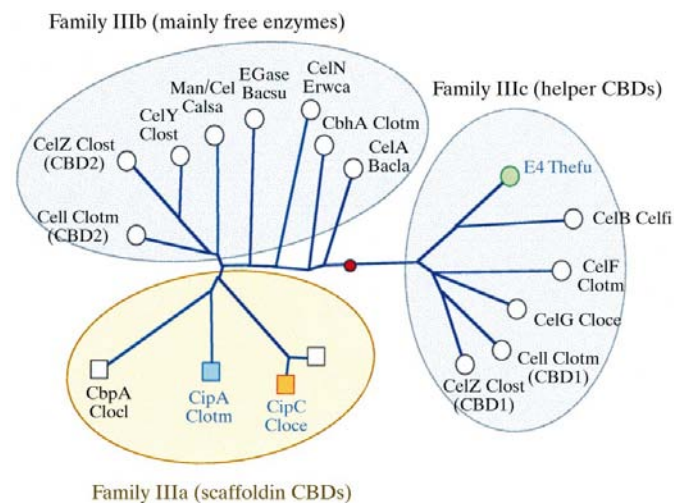 Family IIIb (mainly free enzymes)
CelN
Erwca
EGase
Bacsu
Man/Cel
Calsa
CelY
Clost
CbhA Clotm
CelA
Bacla
CelZ Clost
(CBD2)
Cell Clotm
(CBD2)
Family IIIc (helper CBDs)
E4 Thefu
CelB Celfi
CelF
Clotm
CelG Cloce
Cell Clotm
(CBD1)
CelZ Clost
(CBD1)
CbpA
Clocl
CipA
Clotm
CipC
Cloce
Family IIIa (scaffoldin CBDs)